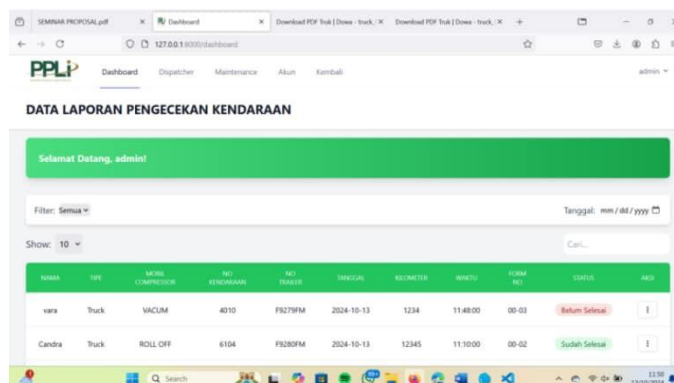 SEMINAR PROPOSAL.pdf
Dashboard
Download PDF Truk | Dowa - truck,
Download PDF Truk | Dowa - truck,
127.0.0.1:8000/dashboard
PPLi
Dashboard
Dispatcher
Maintenance
Akun
Kembali
admin
DATA LAPORAN PENGECEKAN KENDARAAN
Selamat Datang, admin!
Filter: Semua
Tanggal: mm / dd / yyyy
Show: 10
Cari...
NAMA TIPE MOBIL COMPRESSOR NO KENDARAAN NO TRAILER TANGGAL KILOMETER WAKTU FORM NO STATUS AKSI
vara Truck VACUM 4010 F9279FM 2024-10-13 1234 11:48:00 00-03 Belum Selesai
Candra Truck ROLL OFF 6104 F9280FM 2024-10-13 12345 11:10:00 00-02 Sudah Selesai
Search
11:50
13/10/2024